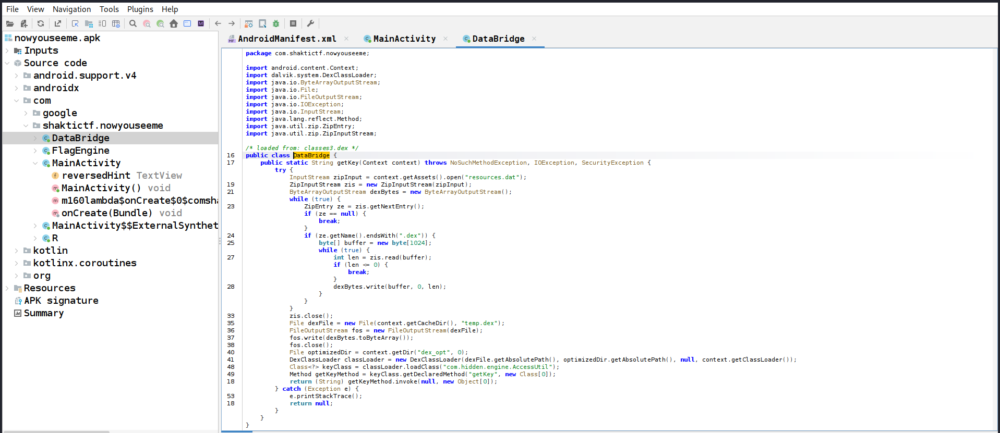 File View Navigation Tools Plugins Help
nowyouseeme.apk
Inputs
Source code
android.support.v4
androidx
com
google
shaktictf.nowyouseeme
DataBridge
FlagEngine
MainActivity
reversedHint TextView
MainActivity() void
m160lambda$onCreate$0$comsha
onCreate(Bundle) void
MainActivity$$ExternalSynthet
R
kotlin
kotlinx.coroutines
org
Resources
APK signature
Summary
AndroidManifest.xml MainActivity DataBridge
package com.shaktictf.nowyouseeme;
import android.content.Context;
import dalvik.system.DexClassLoader;
import java.io.ByteArrayOutputStream;
import java.io.File;
import java.io.FileOutputStream;
import java.io.IOException;
import java.io.InputStream;
import java.lang.reflect.Method;
import java.util.zip.ZipEntry;
import java.util.zip.ZipInputStream;
/* loaded from: classes3.dex */
16 public class DataBridge {
17 public static String getKey(Context context) throws NoSuchMethodException, IOException, SecurityException {
try {
InputStream zipInput = context.getAssets().open("resources.dat");
19 ZipInputStream zis = new ZipInputStream(zipInput);
21 ByteArrayOutputStream dexBytes = new ByteArrayOutputStream();
while (true) {
23 ZipEntry ze = zis.getNextEntry();
if (ze == null) {
break;
}
24 if (ze.getName().endsWith(".dex")) {
25 byte[] buffer = new byte[1024];
while (true) {
27 int len = zis.read(buffer);
if (len <= 0) {
break;
}
28 dexBytes.write(buffer, 0, len);
}
}
}
33 zis.close();
35 File dexFile = new File(context.getCacheDir(), "temp.dex");
36 FileOutputStream fos = new FileOutputStream(dexFile);
37 fos.write(dexBytes.toByteArray());
38 fos.close();
40 File optimizedDir = context.getDir("dex_opt", 0);
41 DexClassLoader classLoader = new DexClassLoader(dexFile.getAbsolutePath(), optimizedDir.getAbsolutePath(), null, context.getClassLoader());
48 Class<?> keyClass = classLoader.loadClass("com.hidden.engine.AccessUtil");
49 Method getKeyMethod = keyClass.getDeclaredMethod("getKey", new Class[0]);
18 return (String) getKeyMethod.invoke(null, new Object[0]);
} catch (Exception e) {
53 e.printStackTrace();
18 return null;
}
}
}